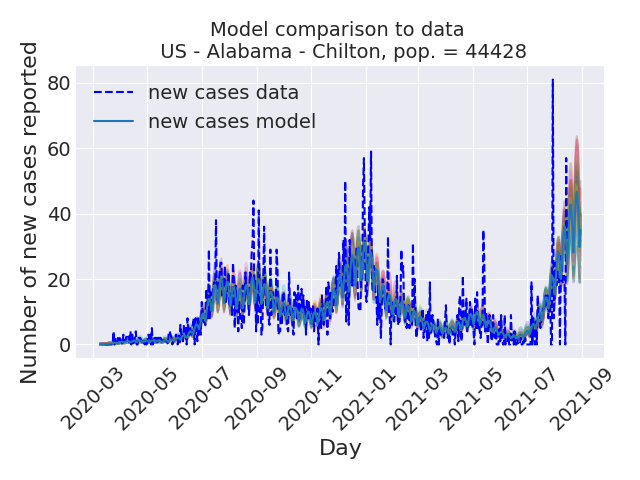 Model comparison to data
US - Alabama - Chilton, pop. = 44428
Number of new cases reported
80
60
40
20
0
new cases data
new cases model
2020-03
2020-05
2020-07
2020-09
2020-11
2021-01
2021-03
2021-05
2021-07
2021-09
Day